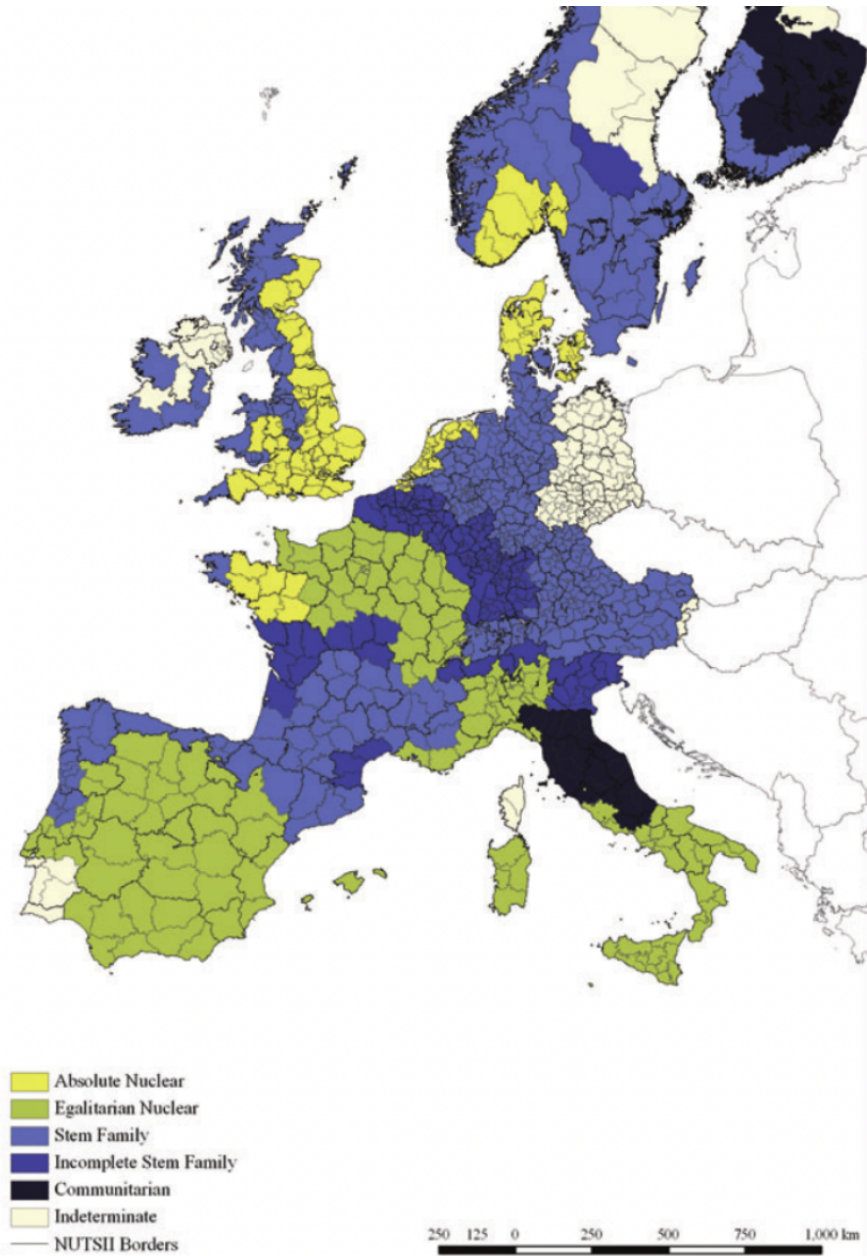 Absolute Nuclear
Egalitarian Nuclear
Stem Family
Incomplete Stem Family
Communitarian
Indeterminate
NUTSII Borders
250 125 0 250 500 750 1,000 km